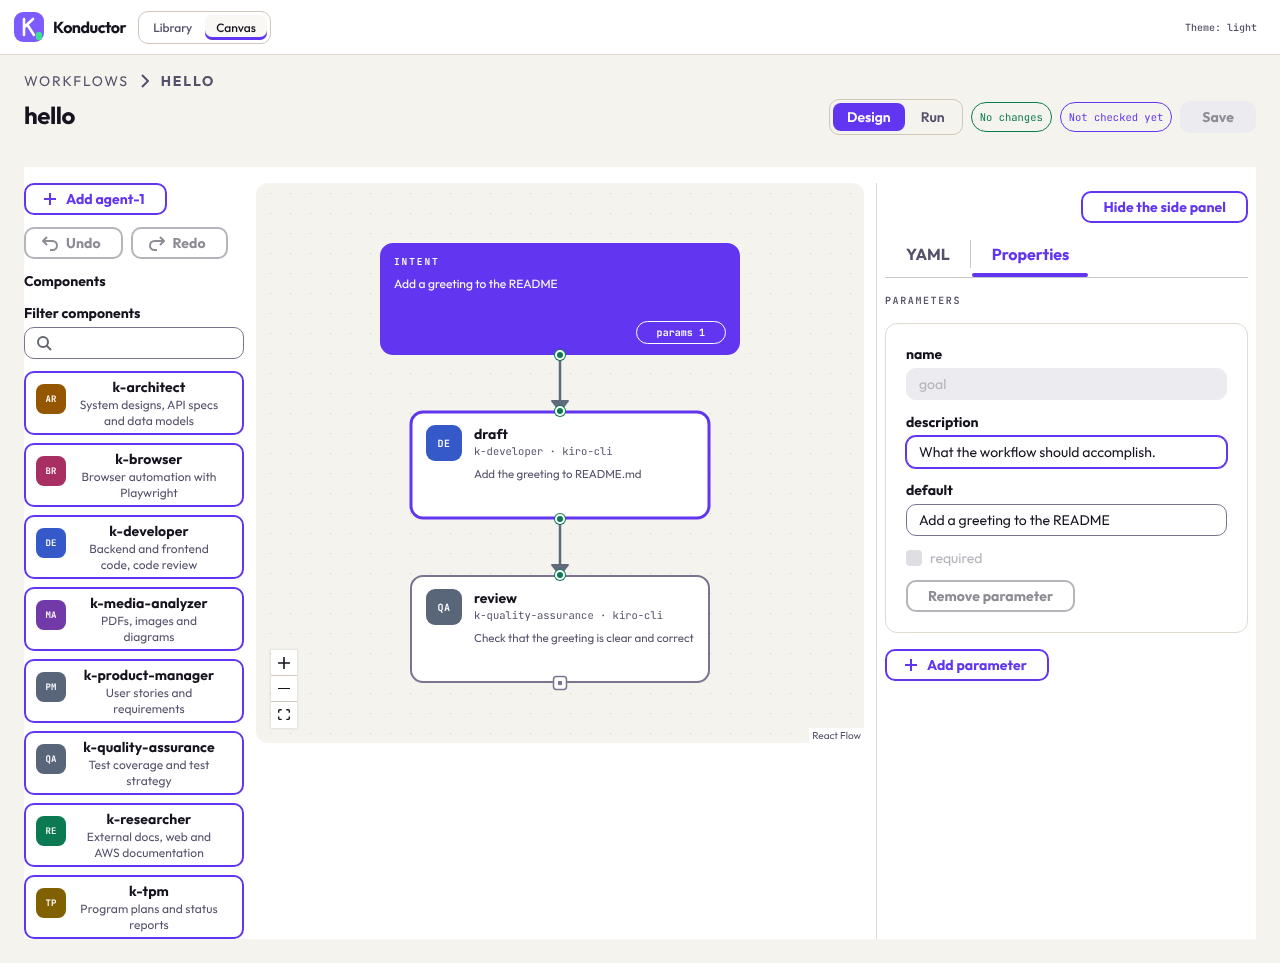 Konductor
Library
Canvas
Theme: light
WORKFLOWS > HELLO
hello
Design
Run
No changes
Not checked yet
Save
Add agent-1
Undo
Redo
Components
Filter components
AR
k-architect
System designs, API specs
and data models
BR
k-browser
Browser automation with
Playwright
DE
k-developer
Backend and frontend
code, code review
MA
k-media-analyzer
PDFs, images and
diagrams
PM
k-product-manager
User stories and
requirements
QA
k-quality-assurance
Test coverage and test
strategy
RE
k-researcher
External docs, web and
AWS documentation
TP
k-tpm
Program plans and status
reports
INTENT
Add a greeting to the README
params 1
DE
draft
k-developer · kiro-cli
Add the greeting to README.md
QA
review
k-quality-assurance · kiro-cli
Check that the greeting is clear and correct
React Flow
Hide the side panel
YAML
Properties
PARAMETERS
name
goal
description
What the workflow should accomplish.
default
Add a greeting to the README
required
Remove parameter
Add parameter